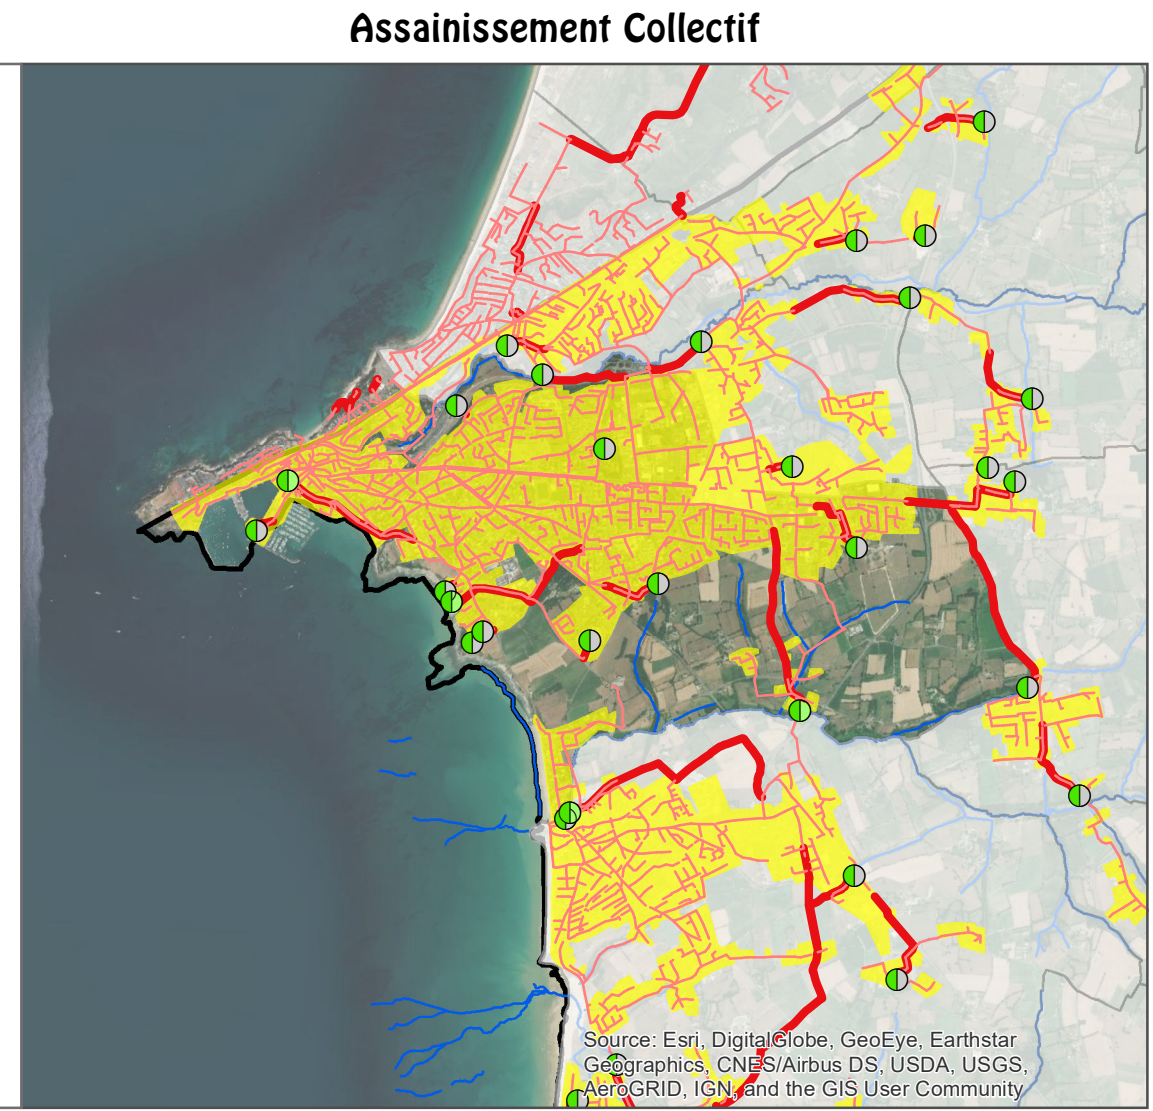 Assainissement Collectif
Source: Esri, DigitalGlobe, GeoEye, Earthstar
Geographics, CNES/Airbus DS, USDA, USGS,
AeroGRID, IGN, and the GIS User Community